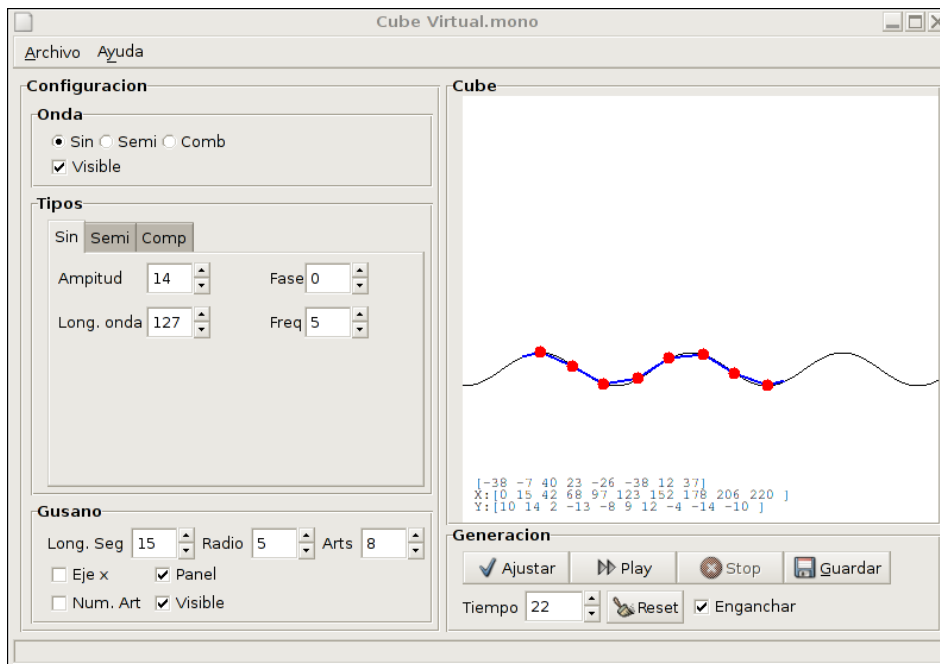 Cube Virtual.mono
Archivo Ayuda
Configuracion
Onda
Sin Semi Comb
Visible
Tipos
Sin Semi Comp
Ampitud 14 Fase 0
Long. onda 127 Freq 5
Gusano
Long. Seg 15 Radio 5 Arts 8
Eje x Panel
Num. Art Visible
Cube
[-38 -7 40 23 -26 -38 12 37]
X:[0 15 42 68 97 123 152 178 206 220 ]
Y:[10 14 2 -13 -8 9 12 -4 -14 -10 ]
Generacion
Ajustar Play Stop Guardar
Tiempo 22 Reset Enganchar